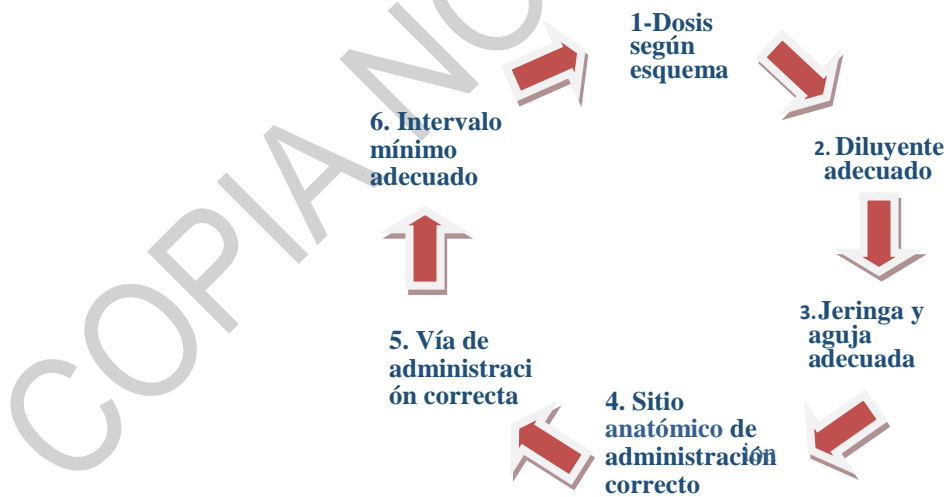 1-Dosis
según
esquema
2. Diluyente
adecuado
3.Jeringa y
aguja
adecuada
4. Sitio
anatómico de
administración
ión
correcto
5. Vía de
administraci
ón correcta
6. Intervalo
mínimo
adecuado
COPIA NO